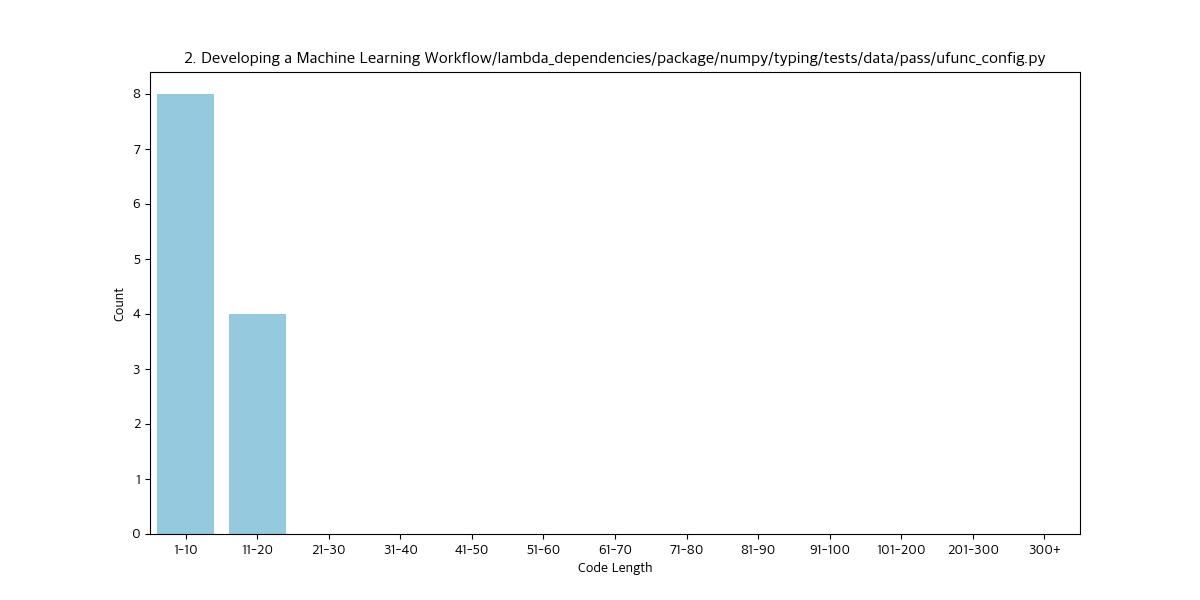 2. Developing a Machine Learning Workflow/lambda_dependencies/package/numpy/typing/tests/data/pass/ufunc_config.py
8
7
6
5
4
3
2
1
0
Count
1-10 11-20 21-30 31-40 41-50 51-60 61-70 71-80 81-90 91-100 101-200 201-300 300+
Code Length